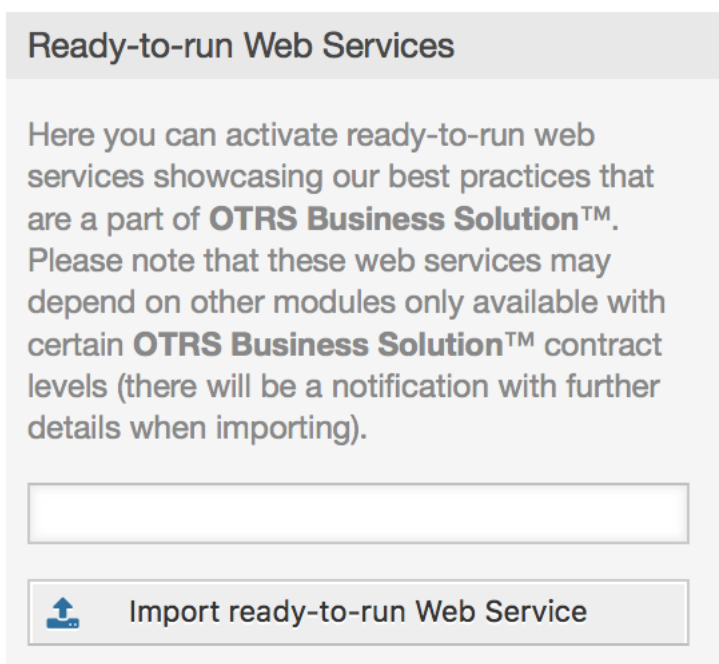 Ready-to-run Web Services
Here you can activate ready-to-run web
services showcasing our best practices that
are a part of OTRS Business Solution™.
Please note that these web services may
depend on other modules only available with
certain OTRS Business Solution™ contract
levels (there will be a notification with further
details when importing).
Import ready-to-run Web Service